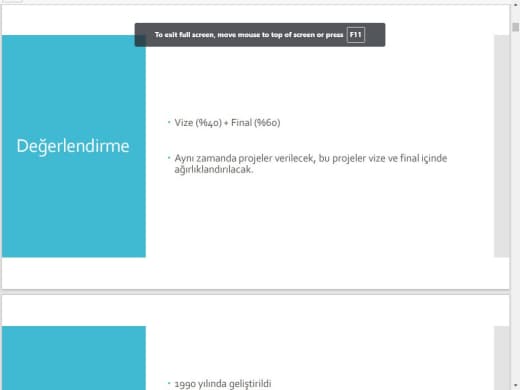 To exit full screen, move mouse to top of screen or press F11
Değerlendirme
• Vize (%40) + Final (%60)
• Aynı zamanda projeler verilecek, bu projeler vize ve final içinde
ağırlıklandırılacak.
• 1990 yılında geliştirildi